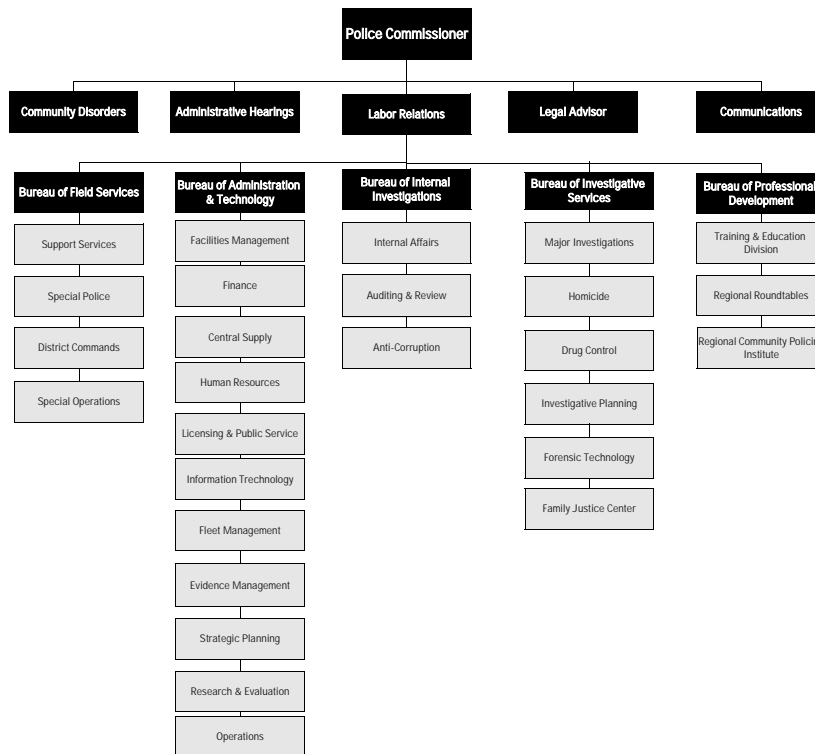 Police Commissioner
Community Disorders
Administrative Hearings
Labor Relations
Legal Advisor
Communications
Bureau of Field Services
Support Services
Special Police
District Commands
Special Operations
Bureau of Administration
& Technology
Facilities Management
Finance
Central Supply
Human Resources
Licensing & Public Service
Information Trechnology
Fleet Management
Evidence Management
Strategic Planning
Research & Evaluation
Operations
Bureau of Internal
Investigations
Internal Affairs
Auditing & Review
Anti-Corruption
Bureau of Investigative
Services
Major Investigations
Homicide
Drug Control
Investigative Planning
Forensic Technology
Family Justice Center
Bureau of Professional
Development
Training & Education
Division
Regional Roundtables
Regional Community Policin
Institute